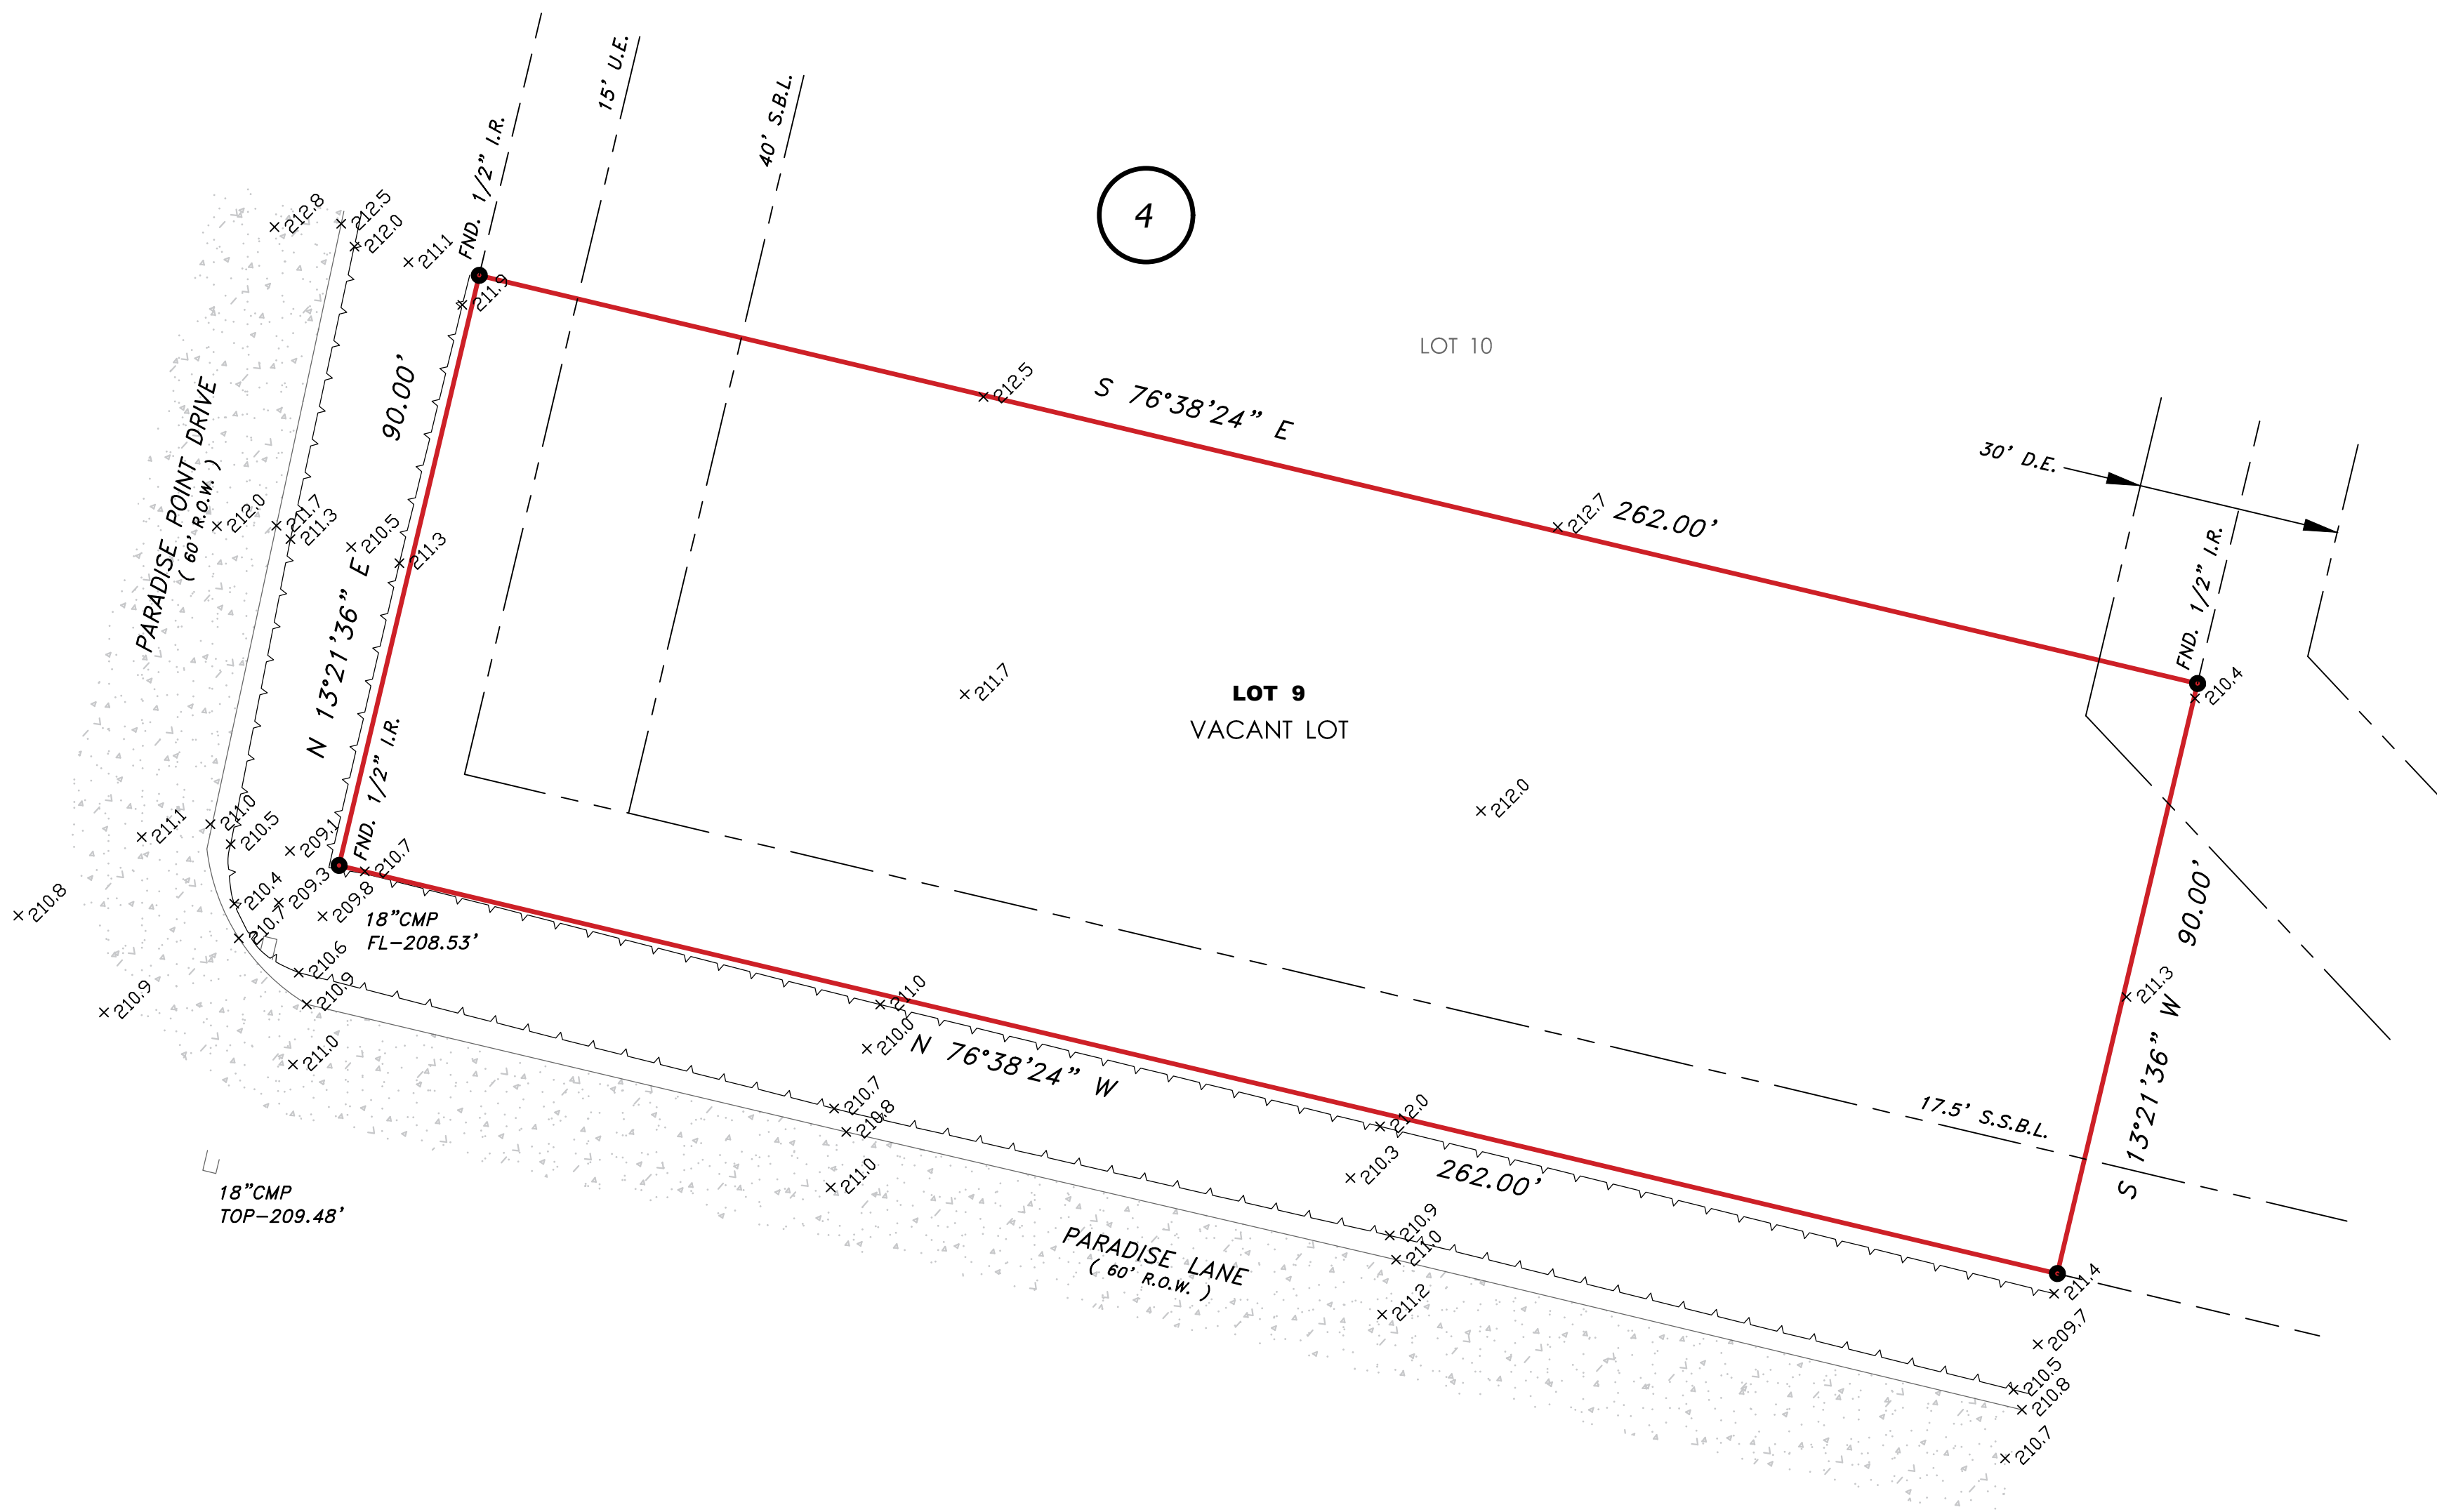 15' U.E.
40' S.B.L.
FND. 1/2" I.R.
4
212.8
212.5
212.0
211.1
211.9
LOT 10
212.5
S 76°38'24" E
90.00'
PARADISE POINT DRIVE
( 60' R.O.W. )
30' D.E.
212.7
262.00'
212.0
211.7
211.3
210.5
211.3
N 13°21'36" E
FND. 1/2" I.R.
210.4
211.7
LOT 9
VACANT LOT
212.0
FND. 1/2" I.R.
211.1
211.0
210.5
209.1
210.7
210.8
210.4
209.3
209.8
210.7
18"CMP
FL-208.53'
90.00'
210.6
210.9
210.9
211.0
211.0
210.0
N 76°38'24" W
211.3
S 13°21'36" W
210.7
210.8
211.0
212.0
210.3
262.00'
17.5' S.S.B.L.
18"CMP
TOP-209.48'
PARADISE LANE
( 60' R.O.W. )
210.9
211.0
211.2
211.4
209.7
210.5
210.8
210.7